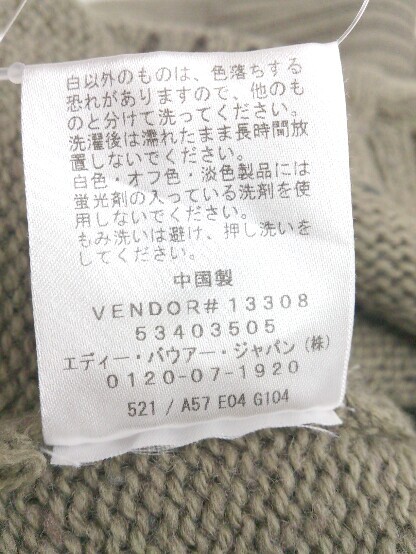 白以外のものは、色落ちする
恐れがありますので、他のも
のと分けて洗ってください。
洗濯後は濡れたまま長時間放
置しないでください。
白色・オフ色・淡色製品には
蛍光剤の入っている洗剤を使
用しないでください。
もみ洗いは避け、押し洗いを
してください。
中国製
VENDOR# 13308
53403505
エディー・バウアー・ジャパン（株）
0120-07-1920
521 / A57 E04 G104